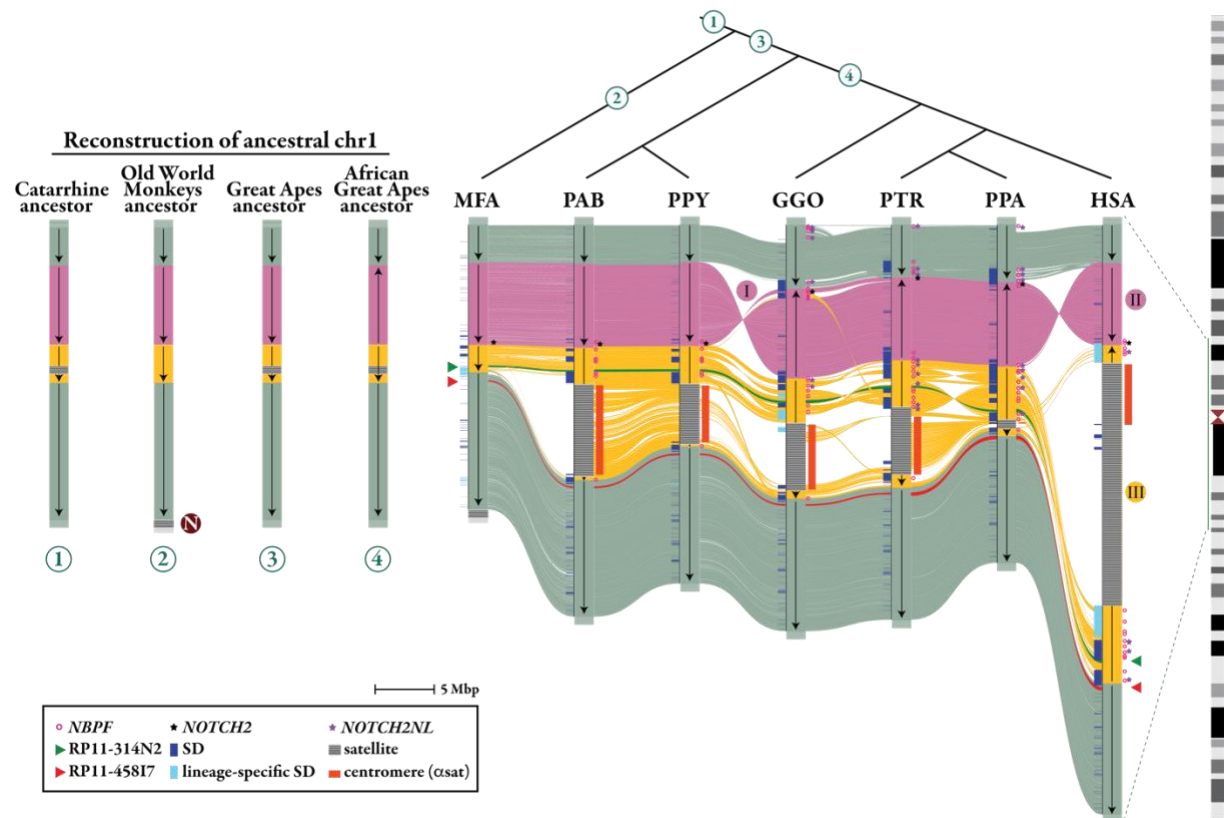 1
3
4
2
Reconstruction of ancestral chr1
Catarrhine
ancestor
Old World
Monkeys
ancestor
Great Apes
ancestor
African
Great Apes
ancestor
MFA
PAB
PPY
GGO
PTR
PPA
HSA
I
II
III
N
1
2
3
4
5 Mbp
NBPF
NOTCH2
NOTCH2NL
RP11-314N2
SD
satellite
RP11-458I7
lineage-specific SD
centromere (αsat)